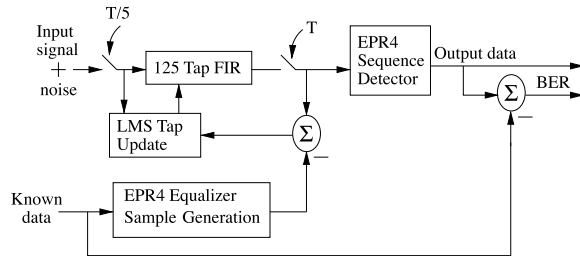 T/5
Input
signal
+
noise
125 Tap FIR
T
EPR4
Sequence
Detector
Output data
Σ
BER
LMS Tap
Update
Σ
Known
data
EPR4 Equalizer
Sample Generation